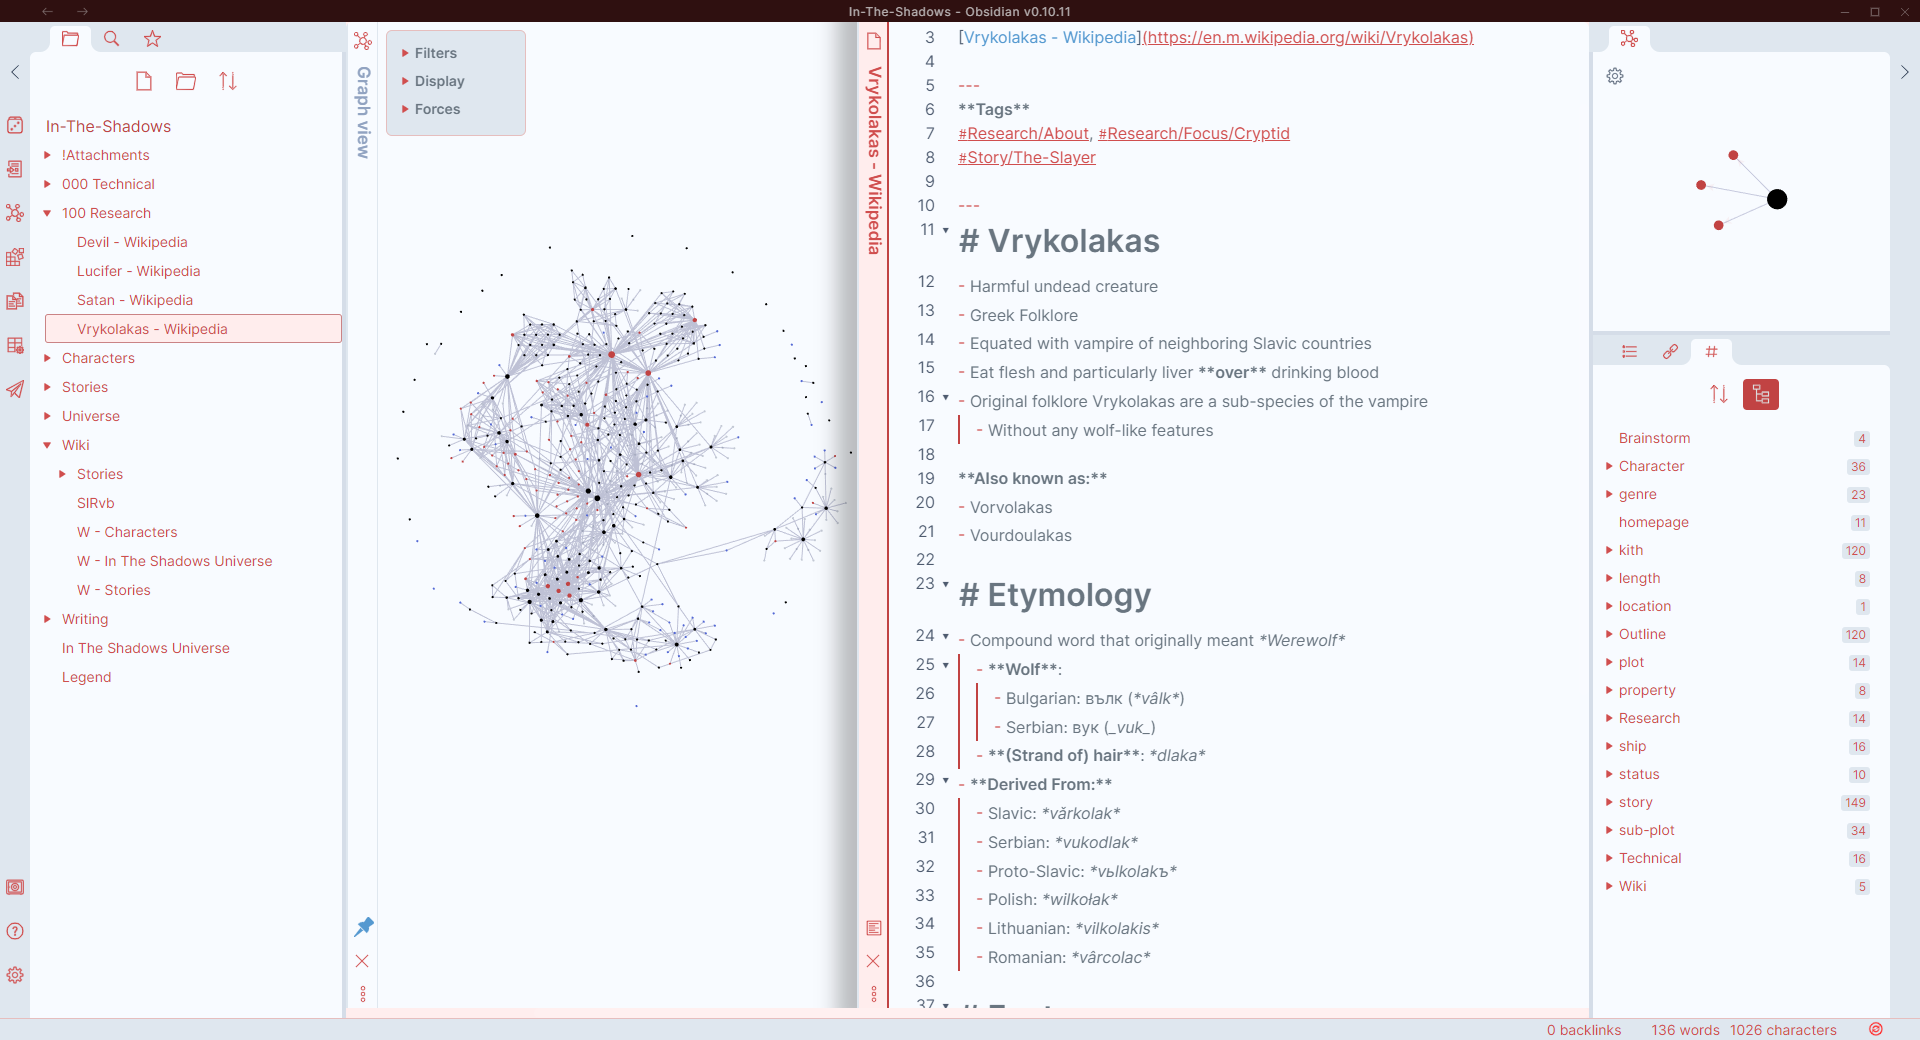 In-The-Shadows - Obsidian v0.10.11
In-The-Shadows
!Attachments
000 Technical
100 Research
Devil - Wikipedia
Lucifer - Wikipedia
Satan - Wikipedia
Vrykolakas - Wikipedia
Characters
Stories
Universe
Wiki
Stories
SIRvb
W - Characters
W - In The Shadows Universe
W - Stories
Writing
In The Shadows Universe
Legend
Graph view
Filters
Display
Forces
Vrykolakas - Wikipedia
3 [Vrykolakas - Wikipedia](https://en.m.wikipedia.org/wiki/Vrykolakas)
4
5 ---
6 **Tags**
7 #Research/About, #Research/Focus/Cryptid
8 #Story/The-Slayer
9
10 ---
11 # Vrykolakas
12 - Harmful undead creature
13 - Greek Folklore
14 - Equated with vampire of neighboring Slavic countries
15 - Eat flesh and particularly liver **over** drinking blood
16 - Original folklore Vrykolakas are a sub-species of the vampire
17 - Without any wolf-like features
18
19 **Also known as:**
20 - Vorvolakas
21 - Vourdoulakas
22
23 # Etymology
24 - Compound word that originally meant *Werewolf*
25 - **Wolf**:
26 - Bulgarian: вълк (*vâlk*)
27 - Serbian: вук (_vuk_)
28 - **(Strand of) hair**: *dlaka*
29 - **Derived From:**
30 - Slavic: *vǎrkolak*
31 - Serbian: *vukodlak*
32 - Proto-Slavic: *vьlkolakъ*
33 - Polish: *wilkołak*
34 - Lithuanian: *vilkolakis*
35 - Romanian: *vârcolac*
36
37
Brainstorm 4
Character 36
genre 23
homepage 11
kith 120
length 8
location 1
Outline 120
plot 14
property 8
Research 14
ship 16
status 10
story 149
sub-plot 34
Technical 16
Wiki 5
0 backlinks 136 words 1026 characters